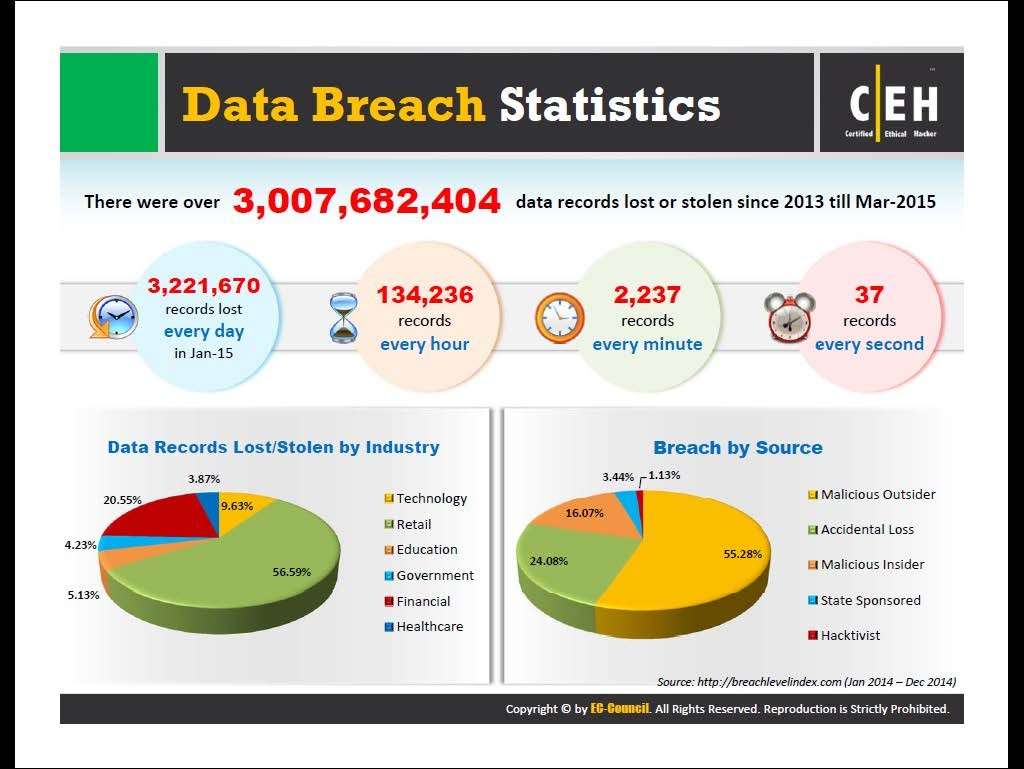 Data Breach Statistics
C|EH
™
Certified Ethical Hacker
There were over 3,007,682,404 data records lost or stolen since 2013 till Mar-2015
3,221,670
records lost
every day
in Jan-15
134,236
records
every hour
2,237
records
every minute
37
records
every second
Data Records Lost/Stolen by Industry
3.87%
9.63%
20.55%
4.23%
5.13%
56.59%
Technology
Retail
Education
Government
Financial
Healthcare
Breach by Source
3.44%
1.13%
16.07%
24.08%
55.28%
Malicious Outsider
Accidental Loss
Malicious Insider
State Sponsored
Hacktivist
Source: http://breachlevelindex.com (Jan 2014 – Dec 2014)
Copyright © by EC-Council. All Rights Reserved. Reproduction is Strictly Prohibited.